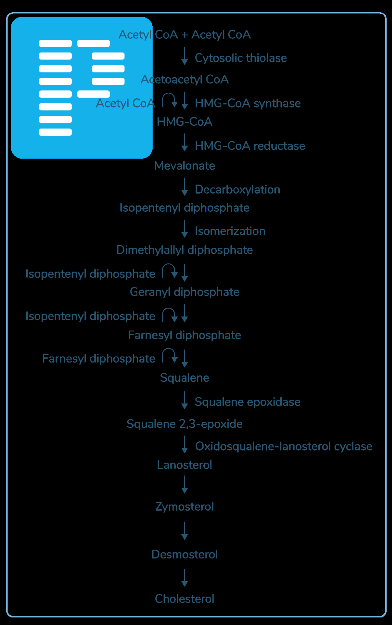 Acetyl CoA + Acetyl CoA
Cytosolic thiolase
Acetoacetyl CoA
Acetyl CoA HMG-CoA synthase
HMG-CoA
HMG-CoA reductase
Mevalonate
Decarboxylation
Isopentenyl diphosphate
Isomerization
Dimethylallyl diphosphate
Isopentenyl diphosphate
Geranyl diphosphate
Isopentenyl diphosphate
Farnesyl diphosphate
Farnesyl diphosphate
Squalene
Squalene epoxidase
Squalene 2,3-epoxide
Oxidosqualene-lanosterol cyclase
Lanosterol
Zymosterol
Desmosterol
Cholesterol